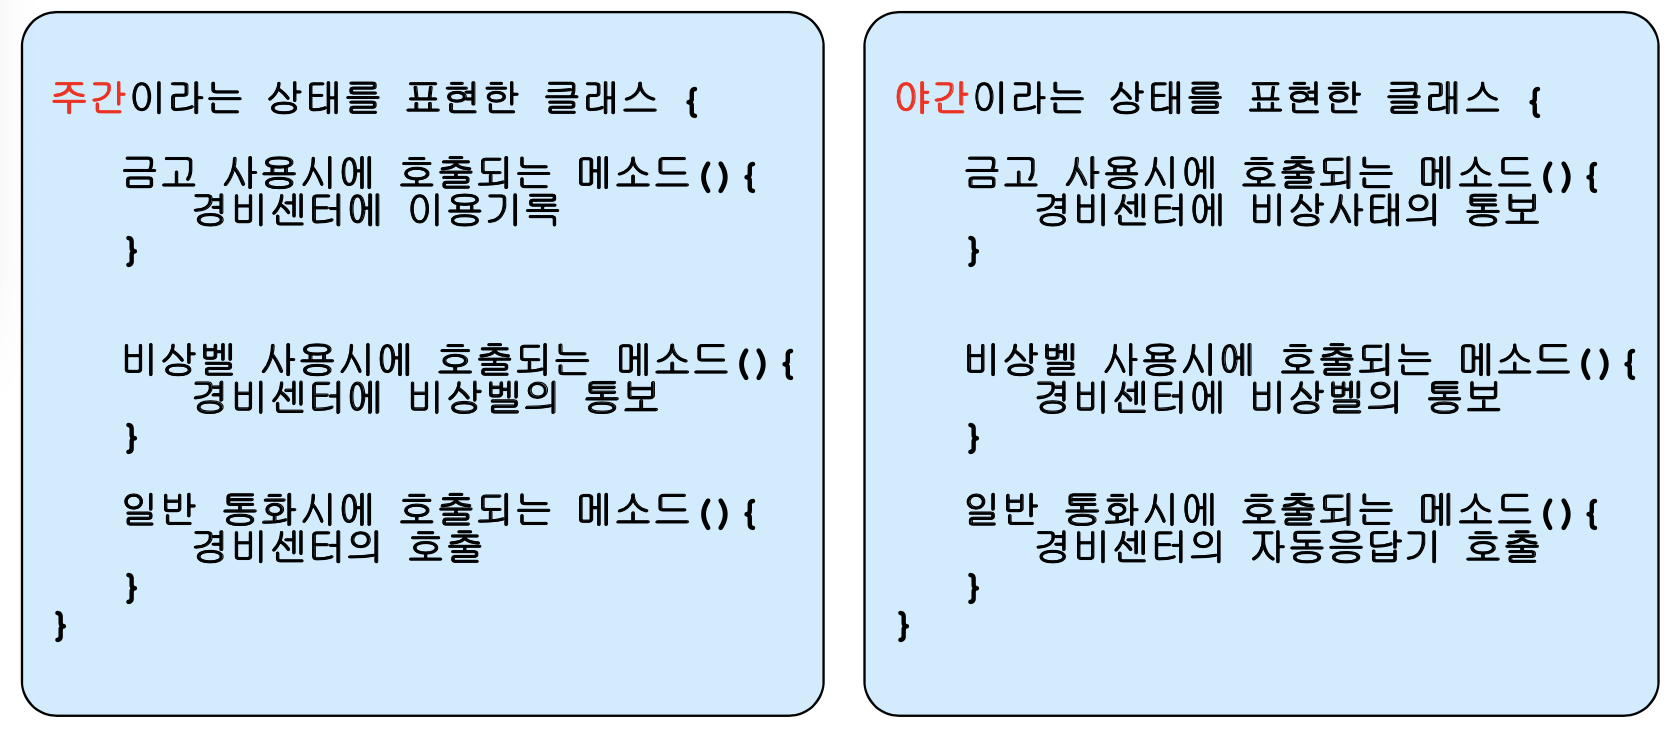 주간이라는 상태를 표현한 클래스 {
금고 사용시에 호출되는 메소드(){
경비센터에 이용기록
}
비상벨 사용시에 호출되는 메소드(){
경비센터에 비상벨의 통보
}
일반 통화시에 호출되는 메소드(){
경비센터의 호출
}
}
야간이라는 상태를 표현한 클래스 {
금고 사용시에 호출되는 메소드(){
경비센터에 비상사태의 통보
}
비상벨 사용시에 호출되는 메소드(){
경비센터에 비상벨의 통보
}
일반 통화시에 호출되는 메소드(){
경비센터의 자동응답기 호출
}
}